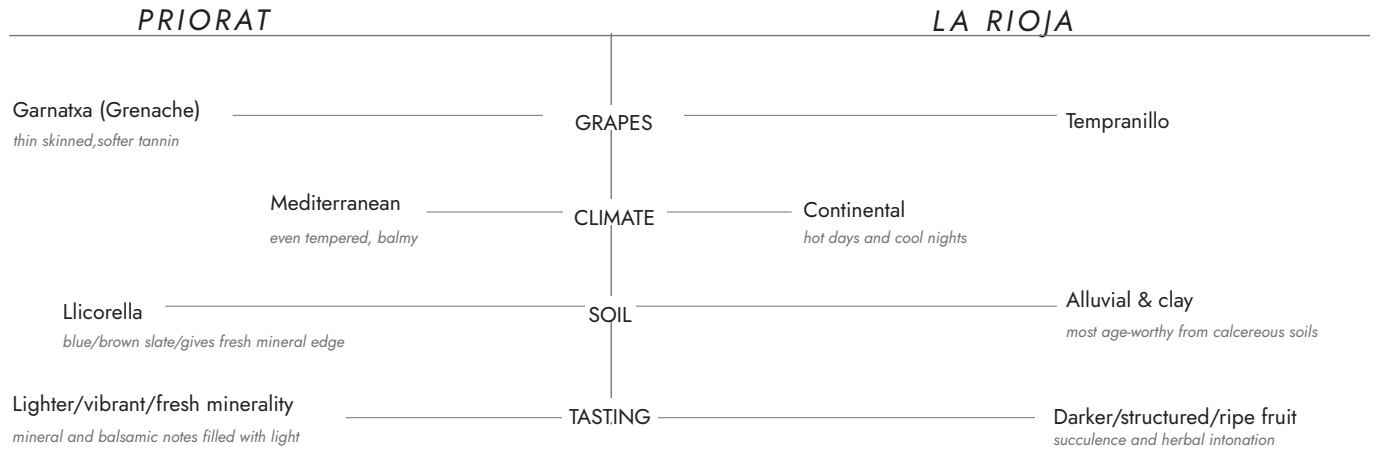 PRIORAT
LA RIOJA
Garnatxa (Grenache)
thin skinned,softer tannin
GRAPES
Tempranillo
Mediterranean
even tempered, balmy
CLIMATE
Continental
hot days and cool nights
Llicorella
blue/brown slate/gives fresh mineral edge
SOIL
Alluvial & clay
most age-worthy from calcereous soils
Lighter/vibrant/fresh minerality
mineral and balsamic notes filled with light
TASTING
Darker/structured/ripe fruit
succulence and herbal intonation